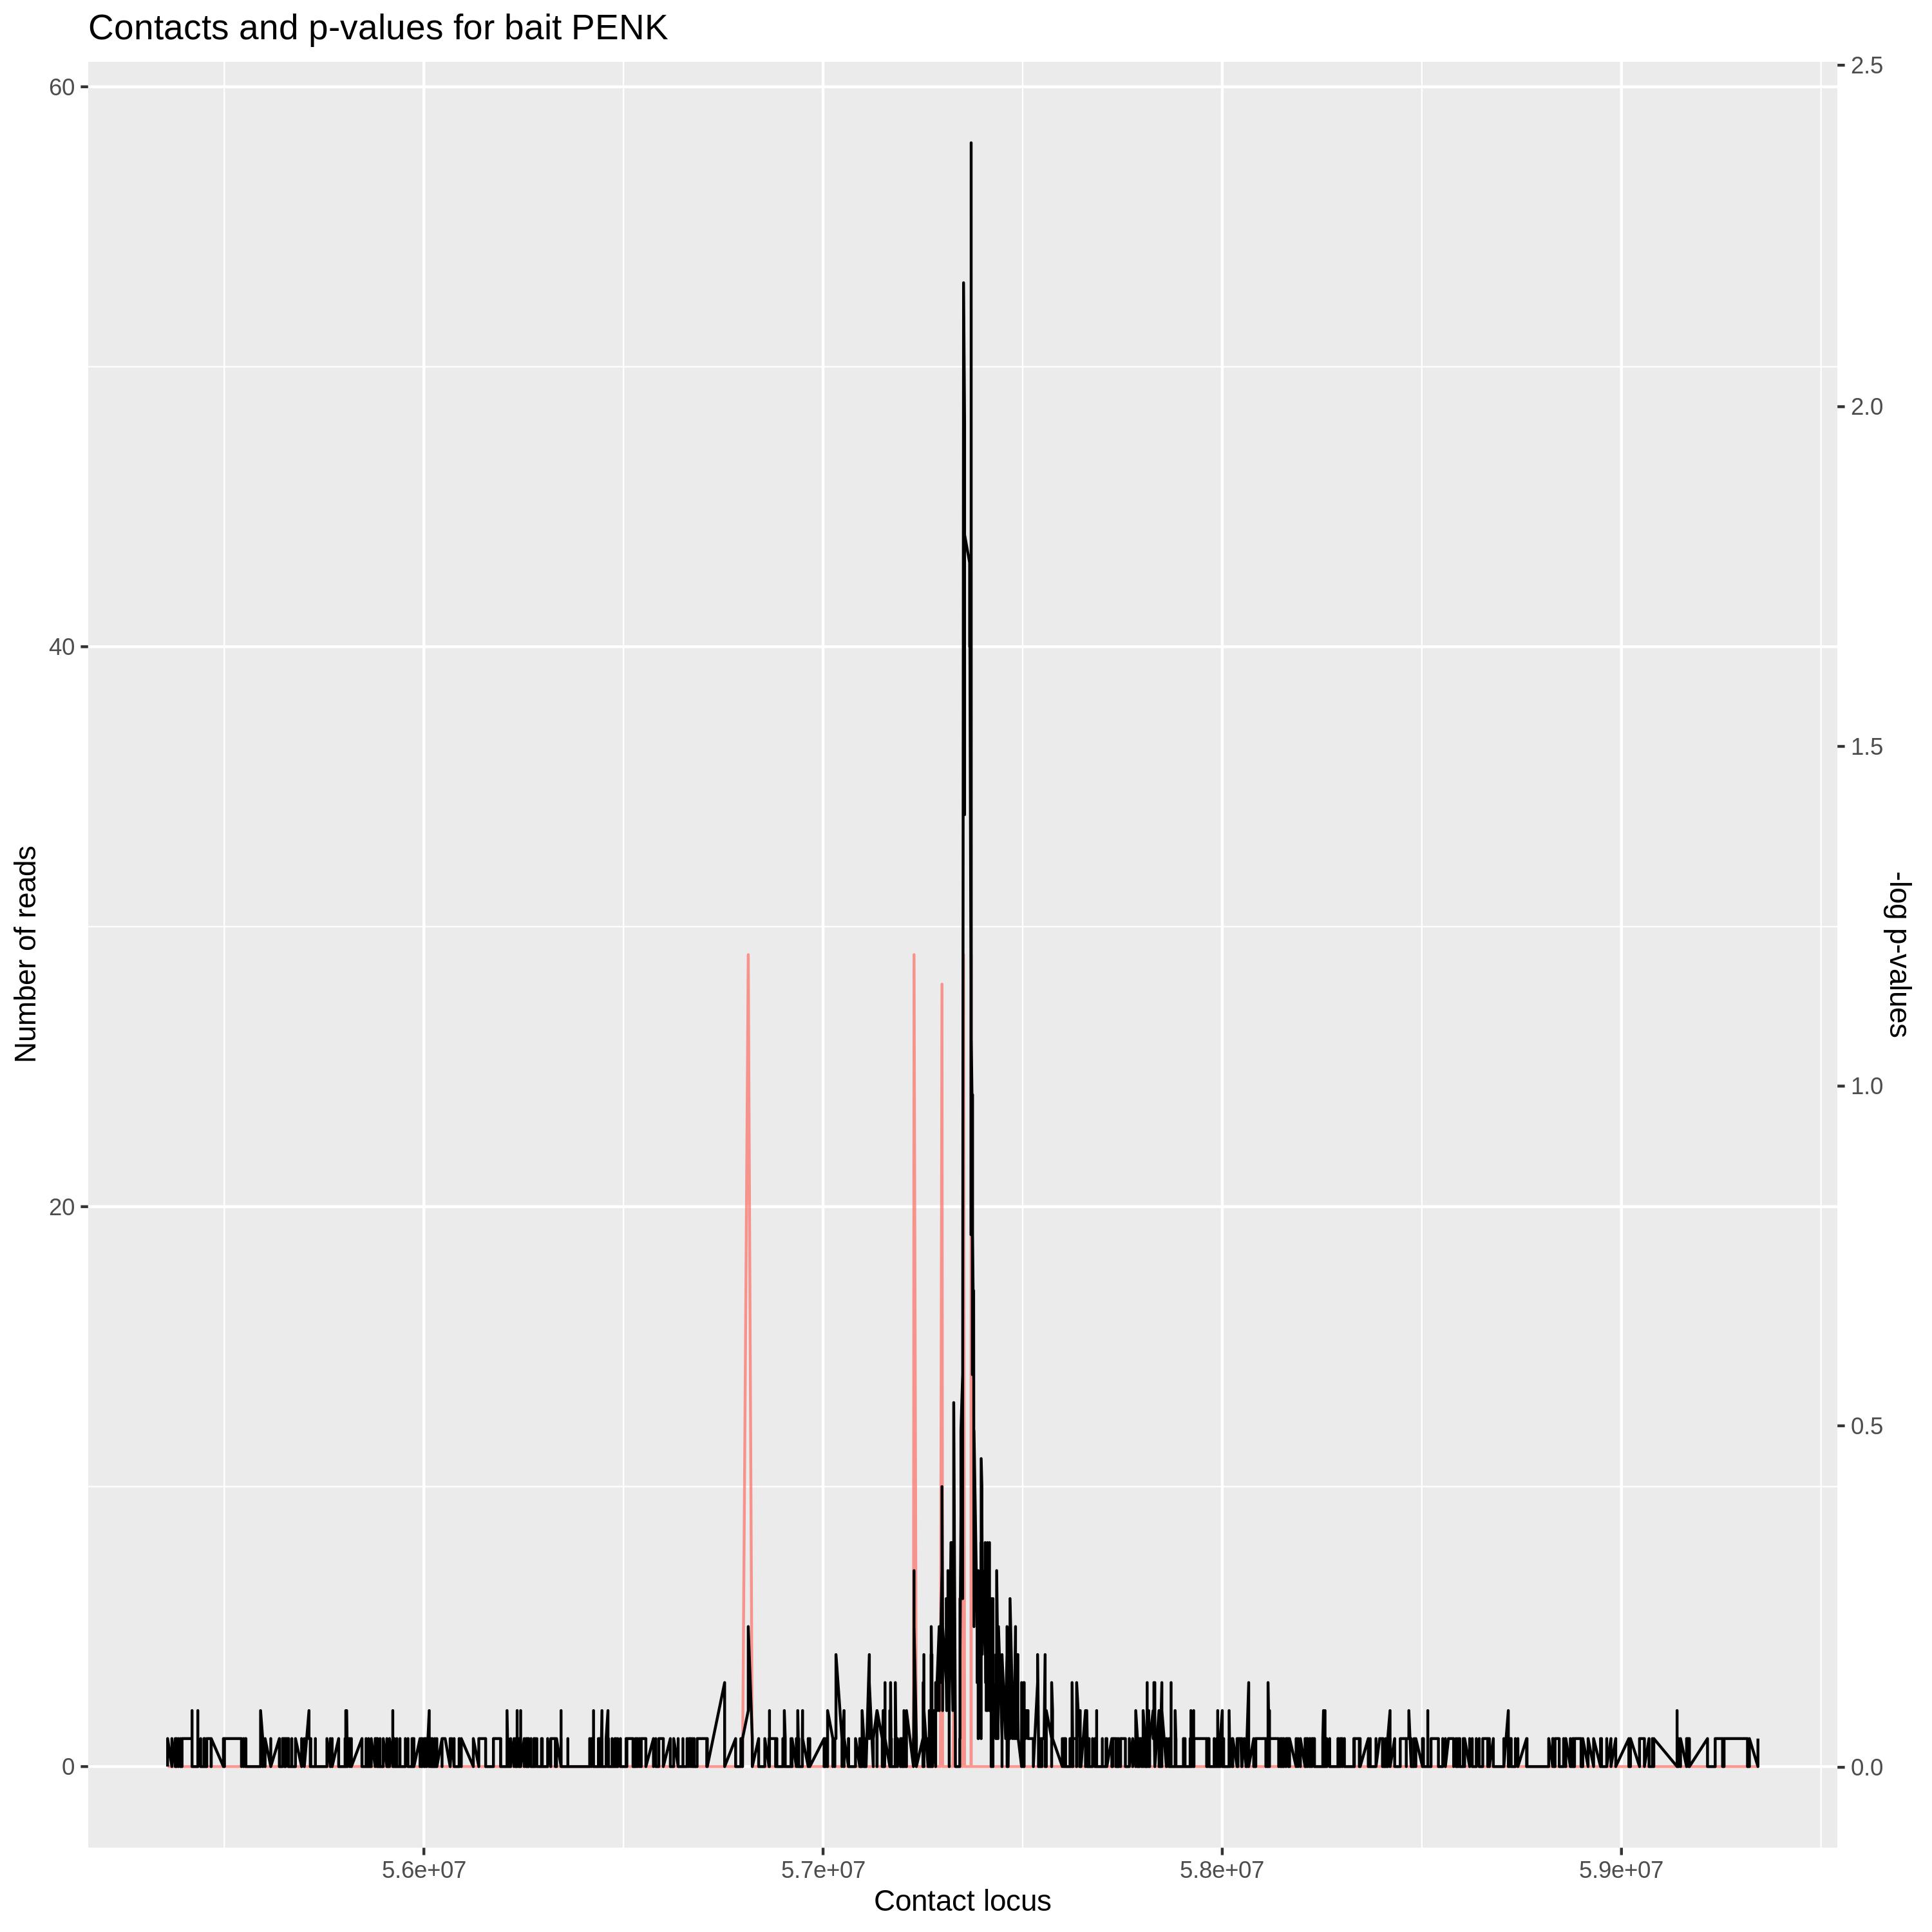 Contacts and p-values for bait PENK
60
40
20
0
2.5
2.0
1.5
1.0
0.5
0.0
Number of reads
-log p-values
5.6e+07
5.7e+07
5.8e+07
5.9e+07
Contact locus